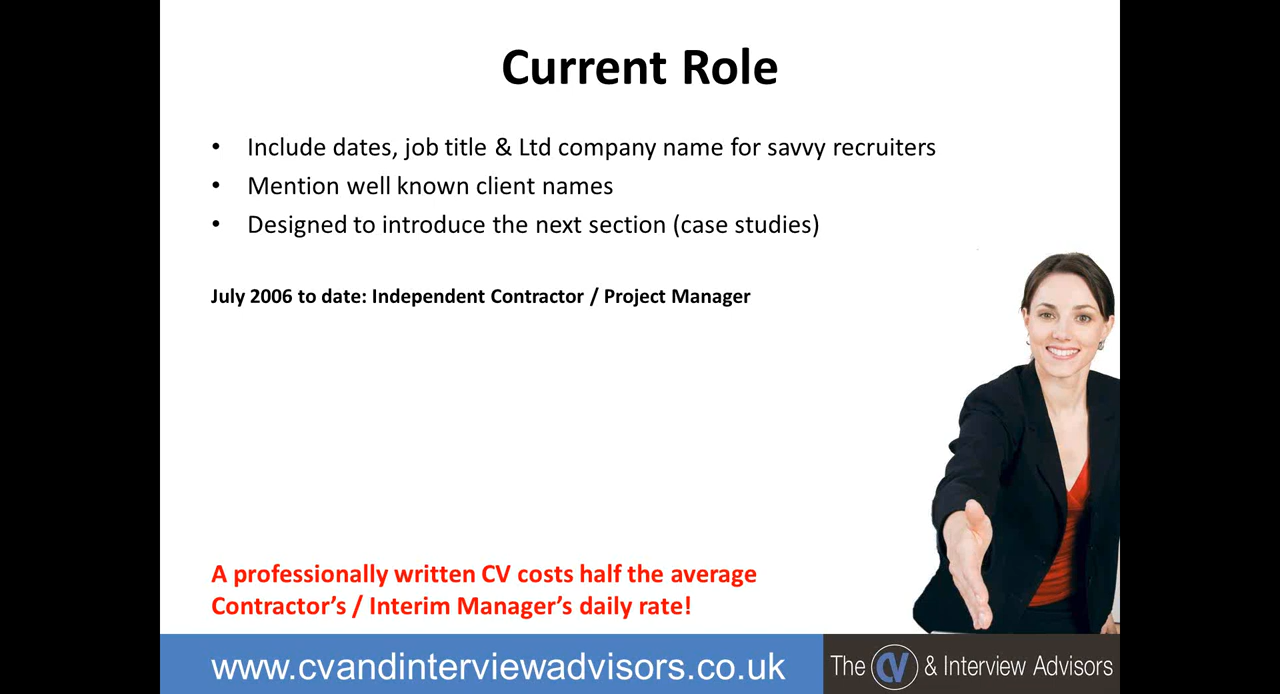 Current Role
• Include dates, job title & Ltd company name for savvy recruiters
• Mention well known client names
• Designed to introduce the next section (case studies)
July 2006 to date: Independent Contractor / Project Manager
A professionally written CV costs half the average
Contractor’s / Interim Manager’s daily rate!
www.cvandinterviewadvisors.co.uk
The CV & Interview Advisors